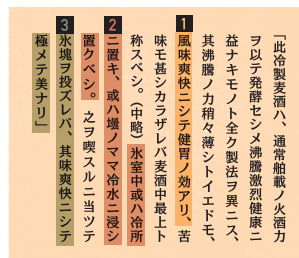 「此冷製麦酒ハ、通常舶載ノ火酒力
ヲ以テ発酵セシメ沸騰激烈健康ニ
益ナキモノト全ク製法ヲ異ニス、
其沸騰ノ力稍々薄シトイエドモ、
1
風味爽快ニシテ健胃ノ効アリ、苦
味モ甚シカラザレバ麦酒中最上ト
称スベシ。（中略）氷室中或ハ冷所
2
ニ置キ、或ハ壜ノママ冷水ニ浸シ
置クベシ。之ヲ喫スルニ当ツテ
3
氷塊ヲ投ズレバ、其味爽快ニシテ
極メテ美ナリ」